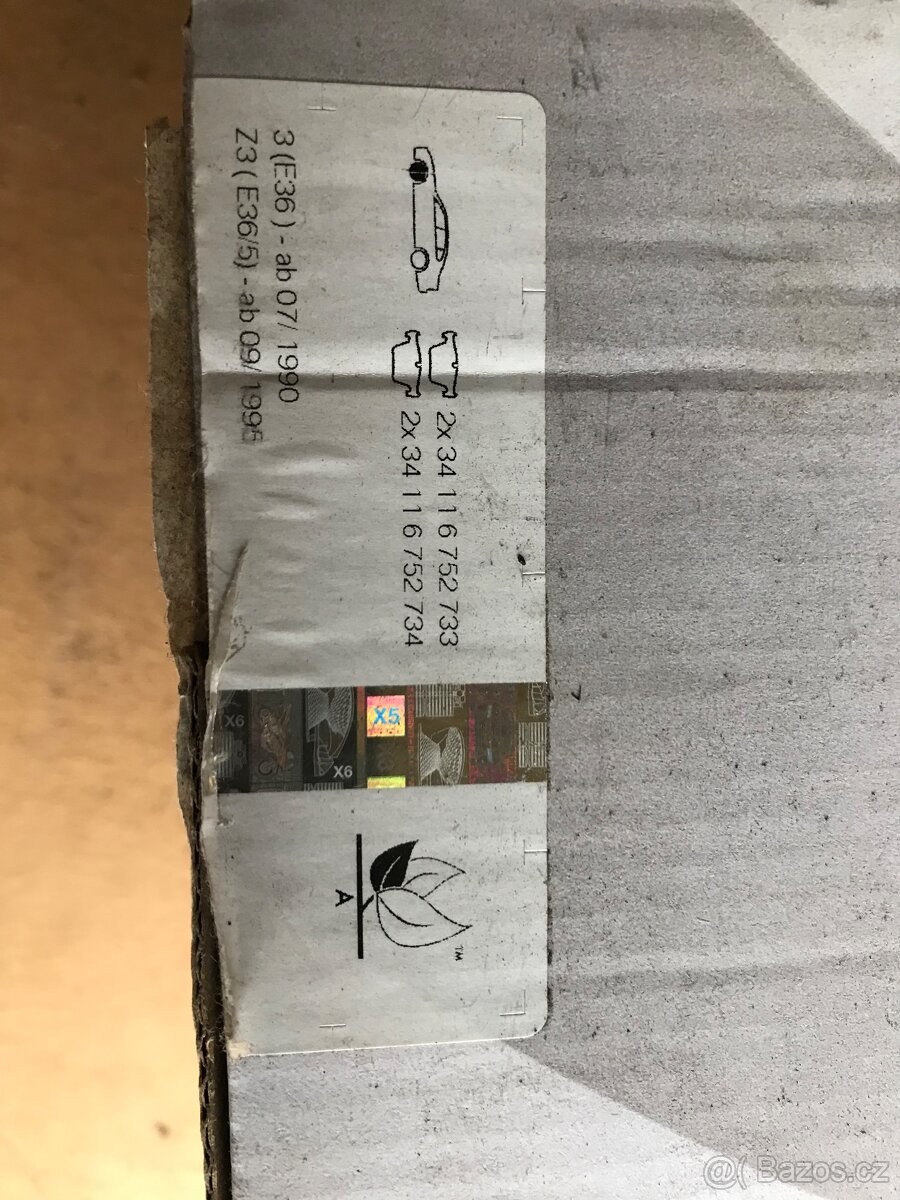 2x 34 11 6 752 733
2x 34 11 6 752 734
3 (E36 ) - ab 07/ 1990
Z3 ( E36/5) - ab 09/ 1995
X6
X6
X5
A
TM
@( Bazos.cz